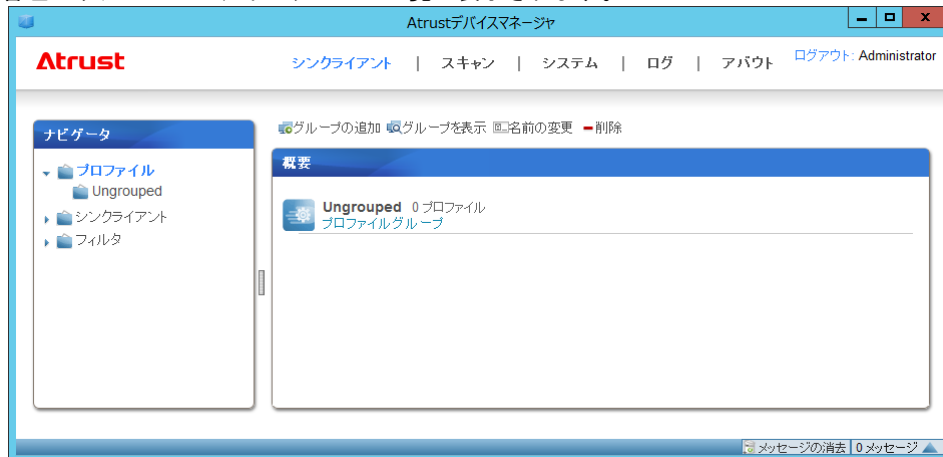 Atrustデバイスマネージャ
Atrust
シンクライアント | スキャン | システム | ログ | アバウト
ログアウト: Administrator
グループの追加 グループを表示 名前の変更 削除
ナビゲータ
プロファイル
Ungrouped
シンクライアント
フィルタ
概要
Ungrouped 0 プロファイル
プロファイルグループ
メッセージの消去 0 メッセージ